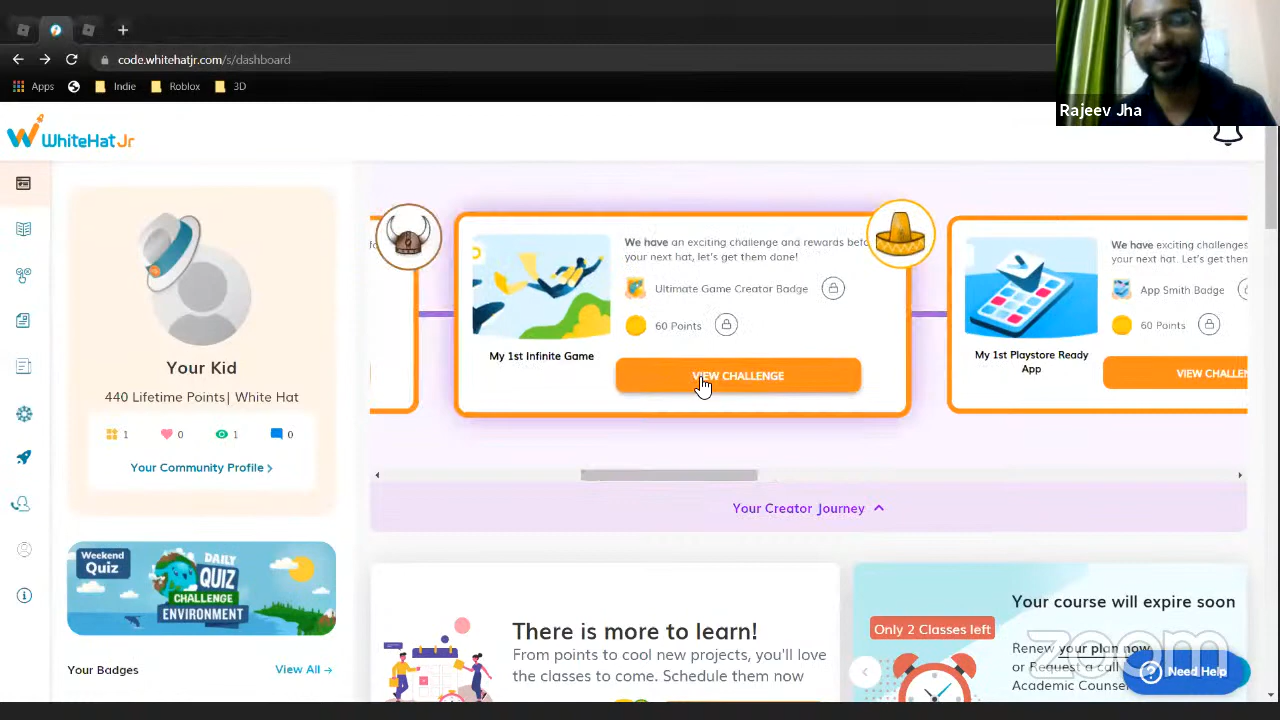 code.whitehatjr.com/s/dashboard
Apps
Indie
Roblox
3D
Rajeev Jha
WhiteHat Jr
Your Kid
440 Lifetime Points| White Hat
1
0
1
0
Your Community Profile >
Weekend
Quiz
DAILY
QUIZ
CHALLENGE
ENVIRONMENT
Your Badges
View All →
We have an exciting challenge and rewards
your next hat, let's get them done!
Ultimate Game Creator Badge
60 Points
My 1st Infinite Game
VIEW CHALLENGE
We have exciting challenges
your next hat, let's get them
App Smith Badge
60 Points
My 1st Playstore Ready
App
VIEW
Your Creator Journey
There is more to learn!
From points to cool new projects, you'll love
the classes to come. Schedule them now
Your course will expire soon
Only 2 Classes left
Renew your plan now
or Request a call
Academic
zoom
Need Help